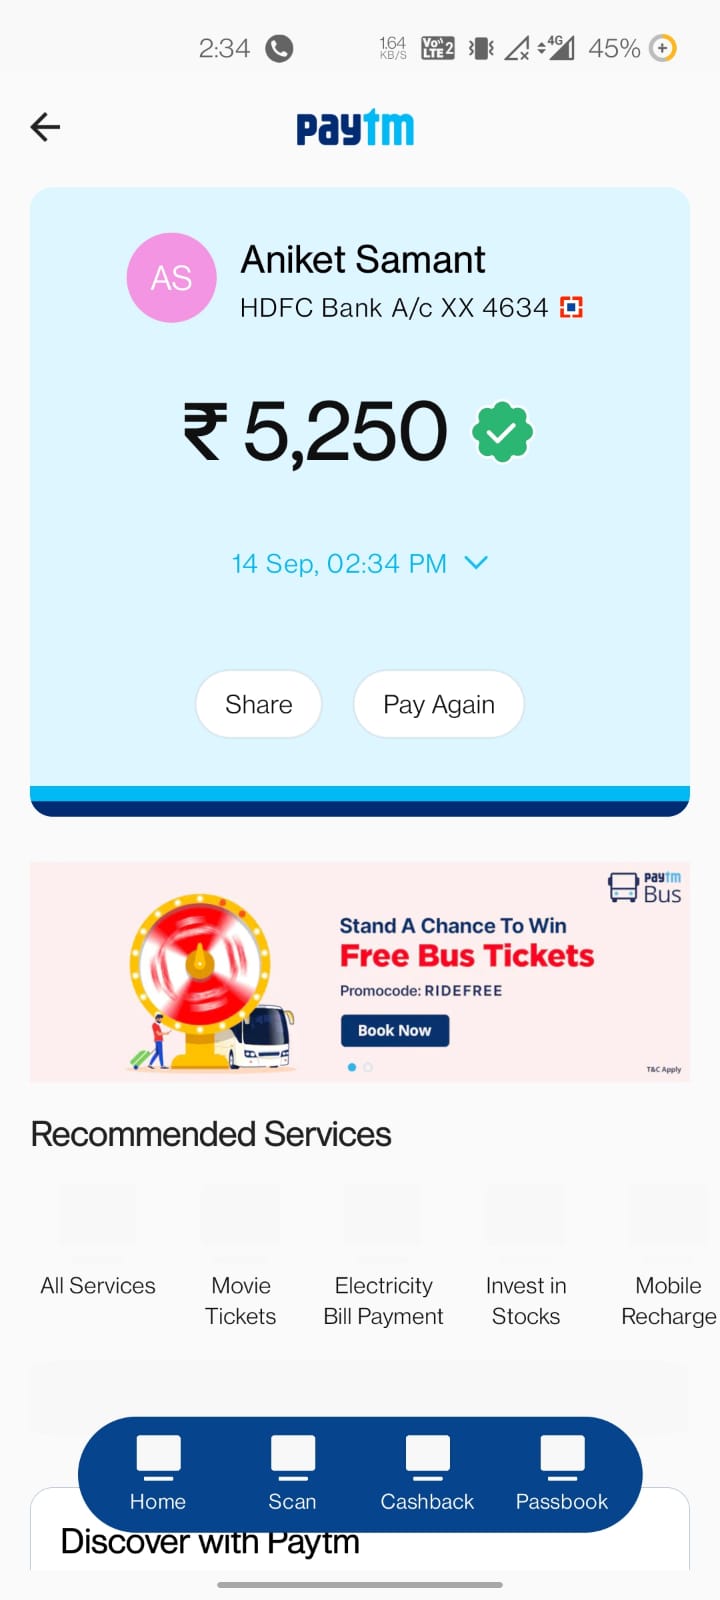 2:34
1.64 KB/S
Vo)) LTE 2
4G
45%
paytm
AS
Aniket Samant
HDFC Bank A/c XX 4634
₹ 5,250
14 Sep, 02:34 PM
Share
Pay Again
paytm
Bus
Stand A Chance To Win
Free Bus Tickets
Promocode: RIDEFREE
Book Now
T&C Apply
Recommended Services
All Services
Movie
Tickets
Electricity
Bill Payment
Invest in
Stocks
Mobile
Recharge
Home
Scan
Cashback
Passbook
Discover with Paytm